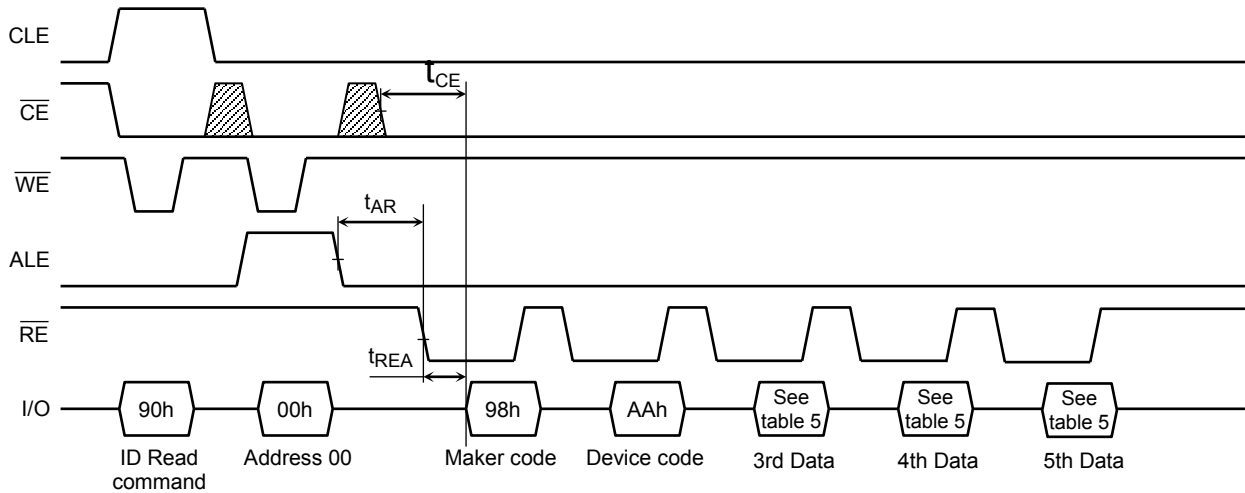 CLE
tCE
CE
WE
tAR
ALE
RE
tREA
I/O
90h
00h
98h
AAh
See table 5
See table 5
See table 5
ID Read command
Address 00
Maker code
Device code
3rd Data
4th Data
5th Data